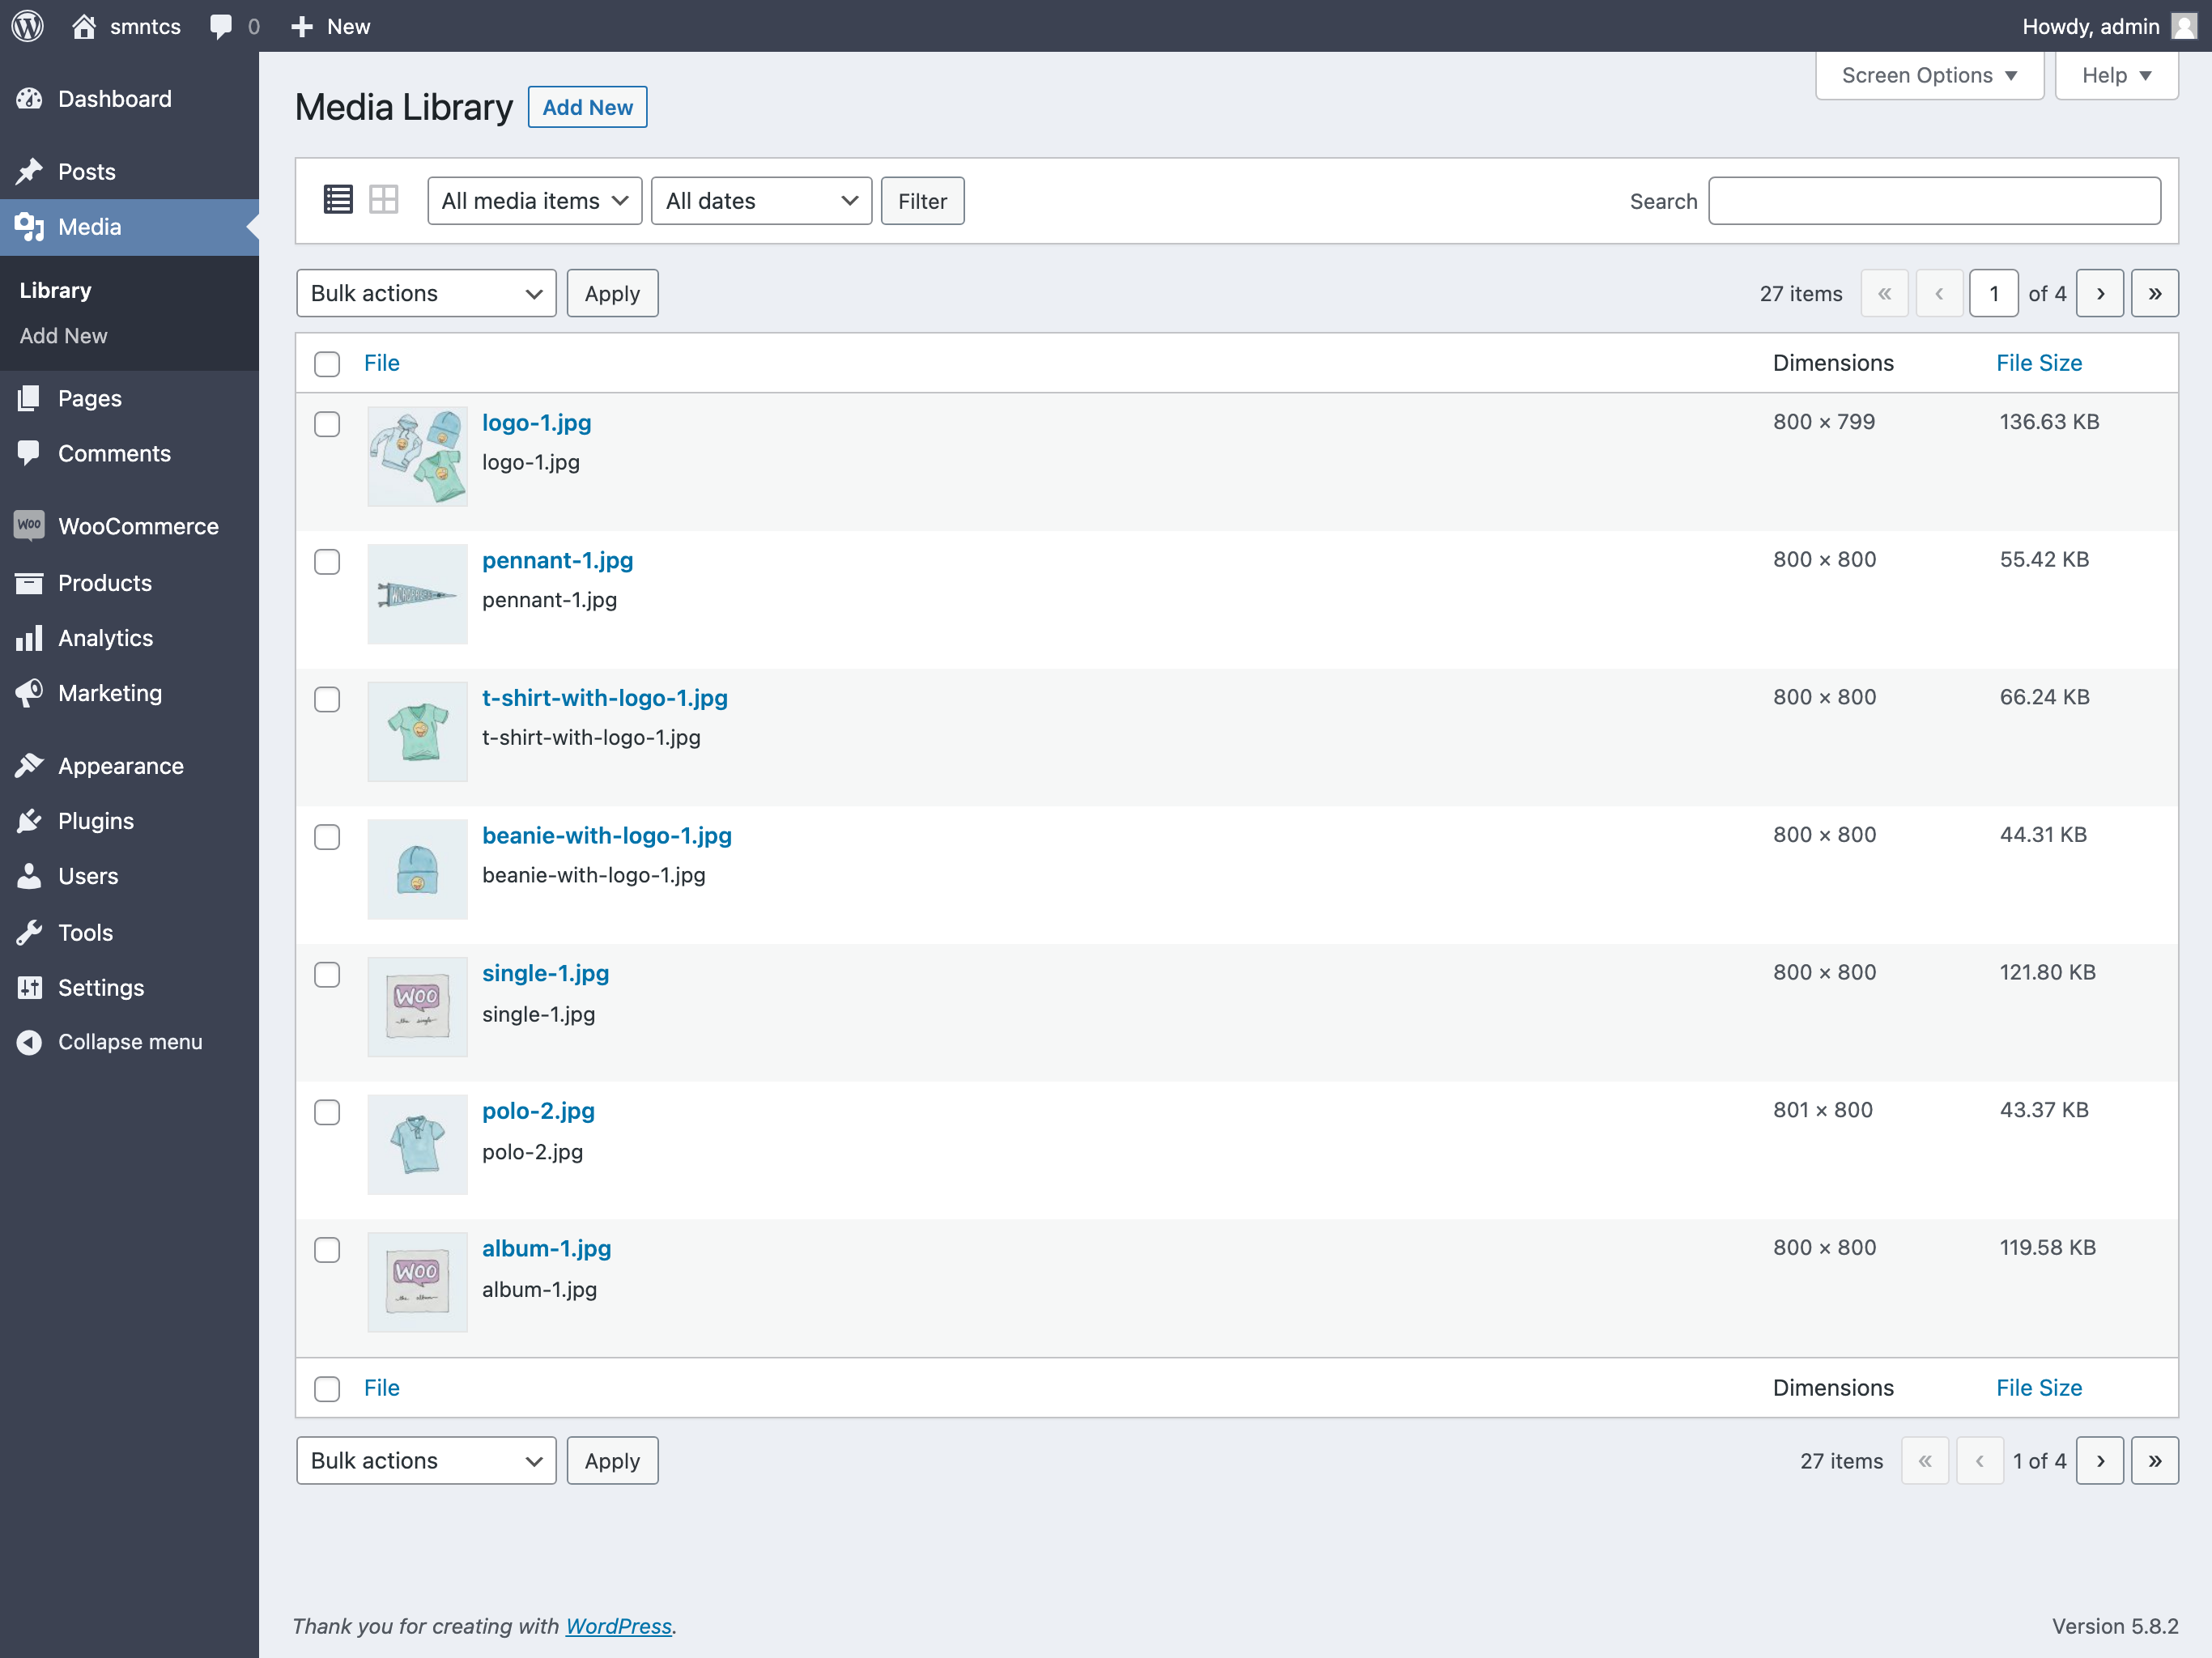 smntcs 0 New Howdy, admin
Screen Options Help
Dashboard
Posts
Media
Library
Add New
Pages
Comments
Woo WooCommerce
Products
Analytics
Marketing
Appearance
Plugins
Users
Tools
Settings
Collapse menu
Media Library Add New
All media items All dates Filter Search
Bulk actions Apply 27 items « ‹ 1 of 4 › »
File Dimensions File Size
logo-1.jpg 800 × 799 136.63 KB
logo-1.jpg
pennant-1.jpg 800 × 800 55.42 KB
pennant-1.jpg
t-shirt-with-logo-1.jpg 800 × 800 66.24 KB
t-shirt-with-logo-1.jpg
beanie-with-logo-1.jpg 800 × 800 44.31 KB
beanie-with-logo-1.jpg
single-1.jpg 800 × 800 121.80 KB
WOO
the single
single-1.jpg
polo-2.jpg 801 × 800 43.37 KB
polo-2.jpg
album-1.jpg 800 × 800 119.58 KB
WOO
the album
album-1.jpg
File Dimensions File Size
Bulk actions Apply 27 items « ‹ 1 of 4 › »
Thank you for creating with WordPress. Version 5.8.2